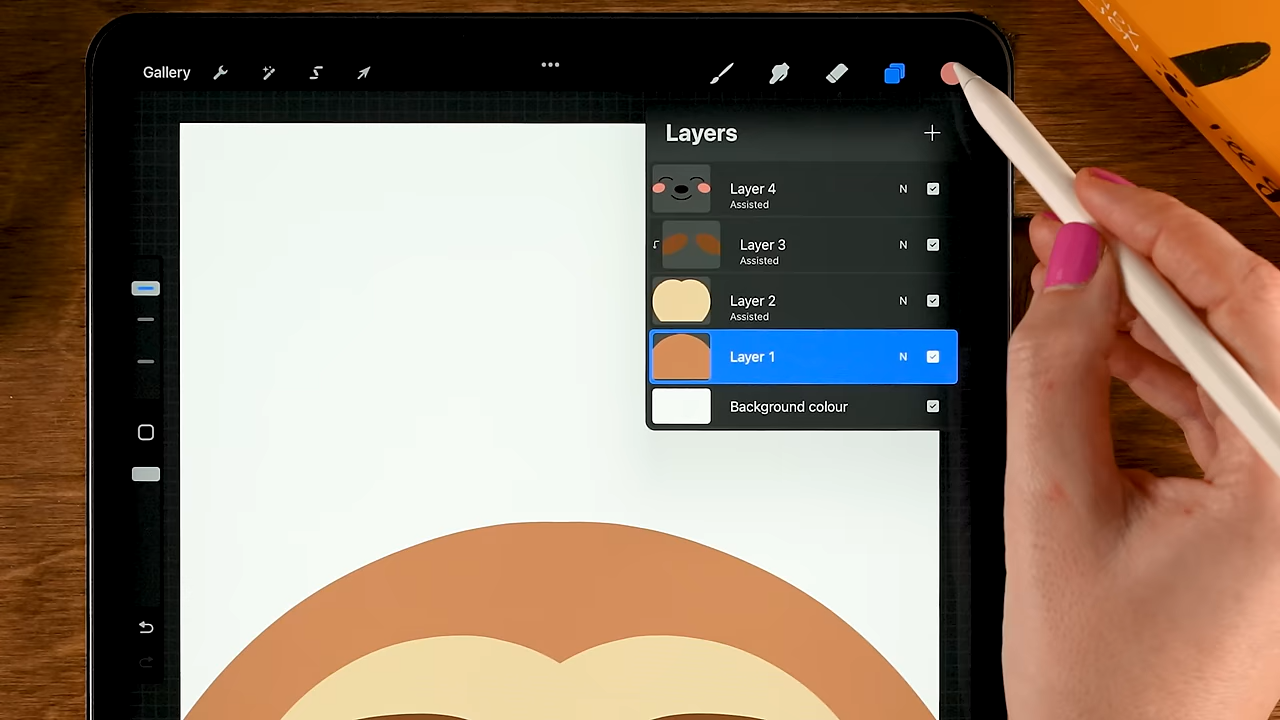 Gallery
Layers
Layer 4
N
Assisted
Layer 3
N
Assisted
Layer 2
N
Assisted
Layer 1
N
Background colour